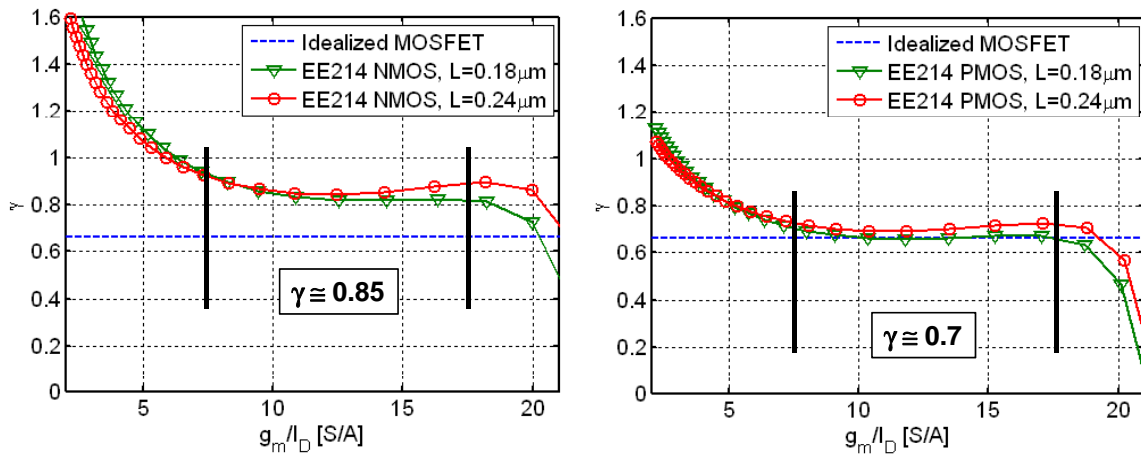 1.6
1.4
1.2
1
0.8
0.6
0.4
0.2
0
γ
Idealized MOSFET
EE214 NMOS, L=0.18μm
EE214 NMOS, L=0.24μm
γ ≅ 0.85
5
10
15
20
g_m/I_D [S/A]
1.6
1.4
1.2
1
0.8
0.6
0.4
0.2
0
γ
Idealized MOSFET
EE214 PMOS, L=0.18μm
EE214 PMOS, L=0.24μm
γ ≅ 0.7
5
10
15
20
g_m/I_D [S/A]